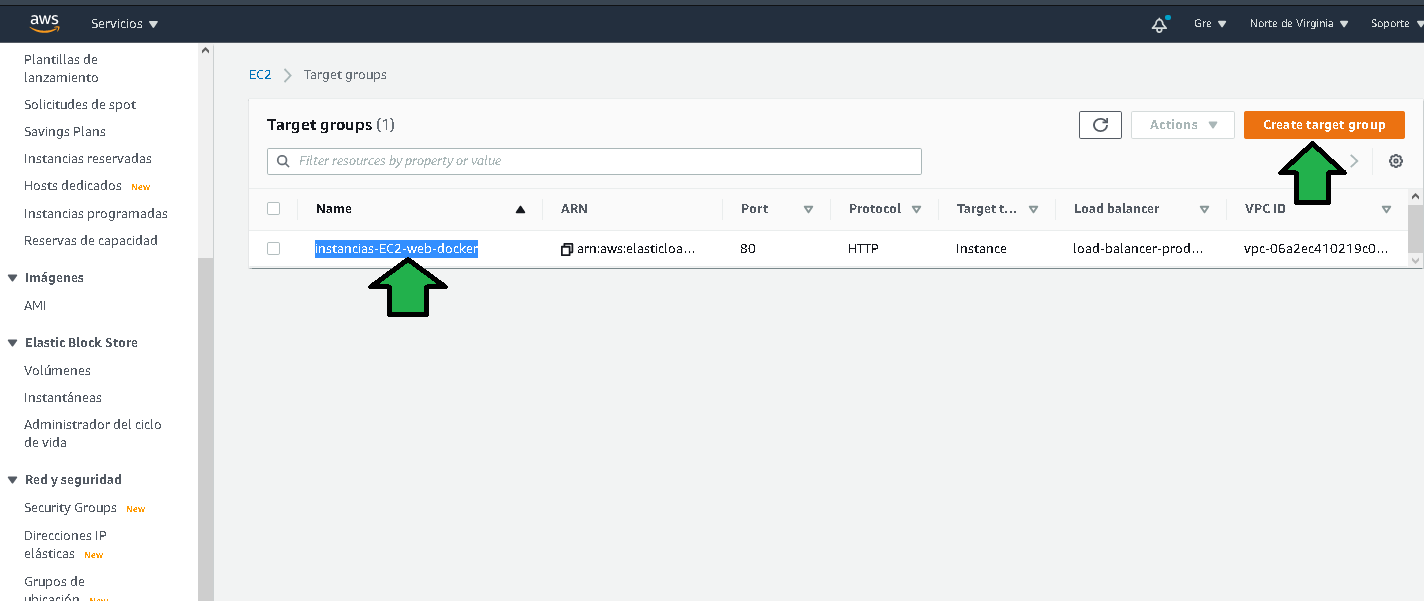 aws
Servicios
Gre
Norte de Virginia
Soporte
Plantillas de
lanzamiento
Solicitudes de spot
Savings Plans
Instancias reservadas
Hosts dedicados New
Instancias programadas
Reservas de capacidad
Imágenes
AMI
Elastic Block Store
Volúmenes
Instantáneas
Administrador del ciclo
de vida
Red y seguridad
Security Groups New
Direcciones IP
elásticas New
Grupos de
ubicación New
EC2 Target groups
Target groups (1)
Actions
Create target group
Filter resources by property or value
Name ARN Port Protocol Target t... Load balancer VPC ID
instancias-EC2-web-docker arn:aws:elasticloa... 80 HTTP Instance load-balancer-prod... vpc-06a2ec410219c0...